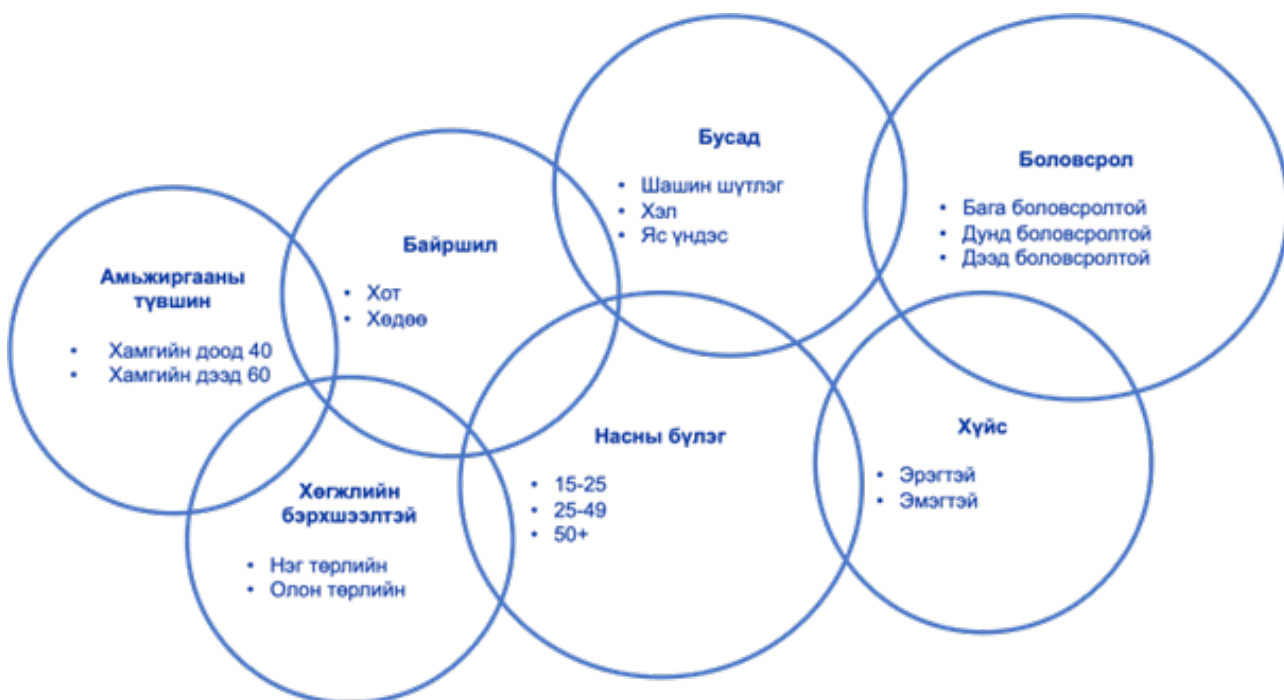 Амьжиргааны
түвшин
• Хамгийн доод 40
• Хамгийн дээд 60
Байршил
• Хот
• Хөдөө
Бусад
• Шашин шүтлэг
• Хэл
• Яс үндэс
Боловсрол
• Бага боловсролтой
• Дунд боловсролтой
• Дээд боловсролтой
Хөгжлийн
бэрхшээлтэй
• Нэг төрлийн
• Олон төрлийн
Насны бүлэг
• 15-25
• 25-49
• 50+
Хүйс
• Эрэгтэй
• Эмэгтэй